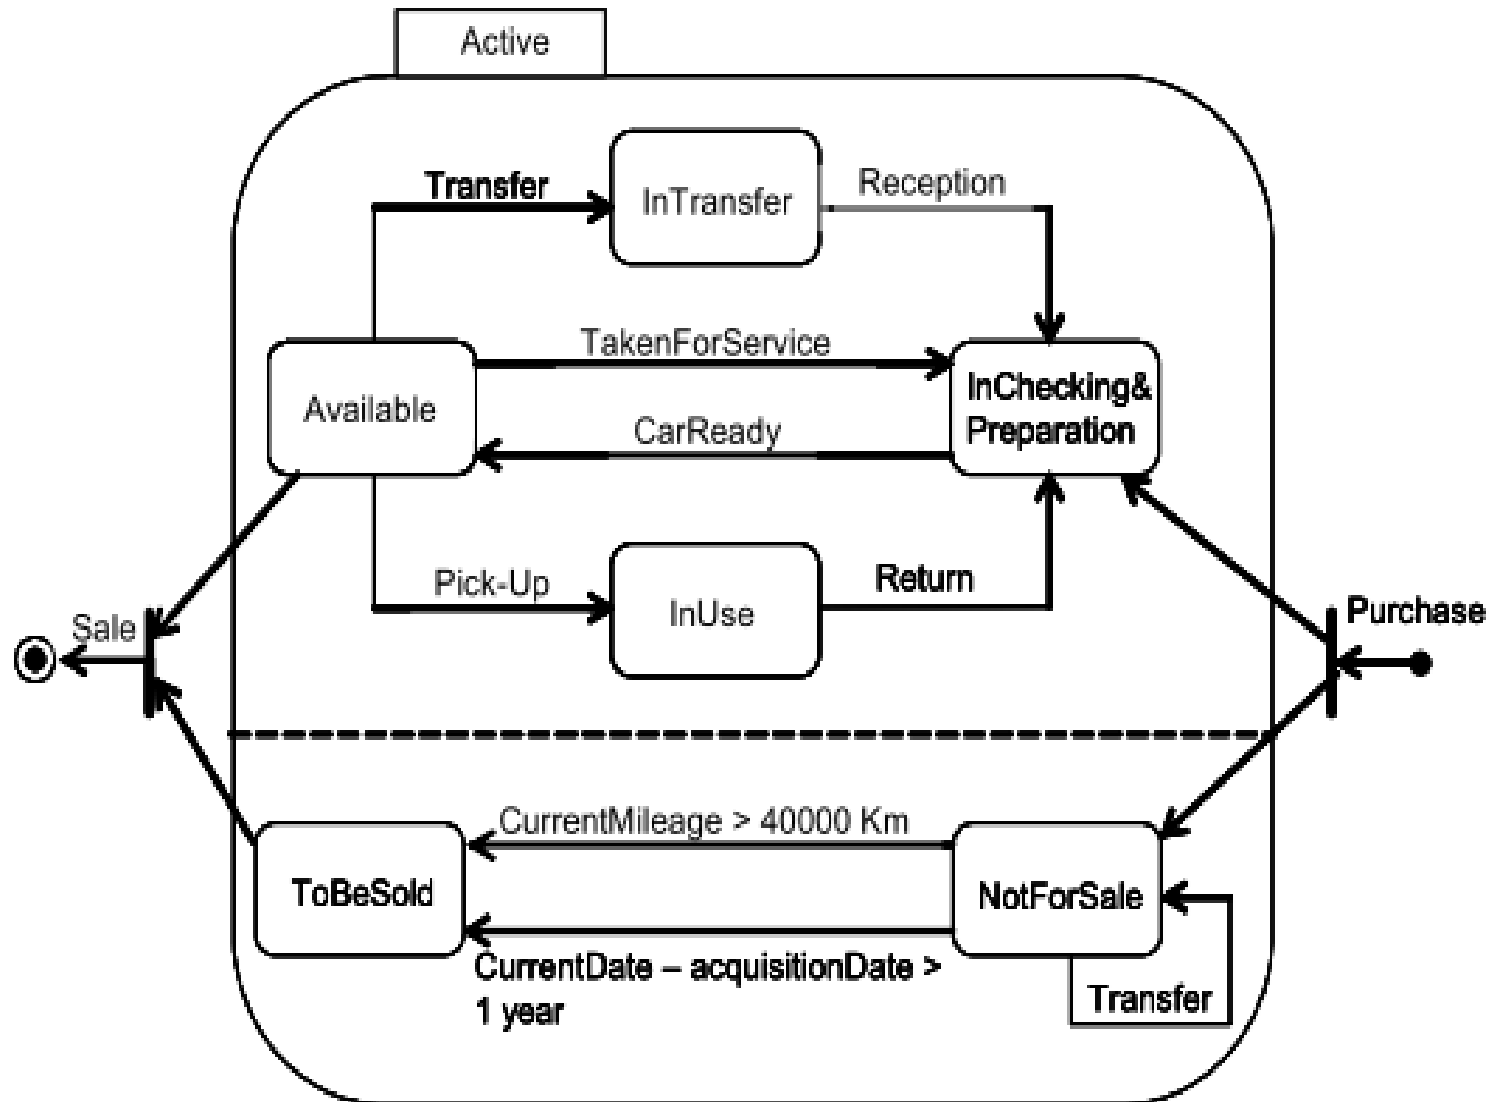 Active
Transfer
InTransfer
Reception
TakenForService
Available
InChecking&
Preparation
CarReady
Pick-Up
InUse
Return
Sale
Purchase
CurrentMileage > 40000 Km
ToBeSold
NotForSale
CurrentDate – acquisitionDate >
1 year
Transfer